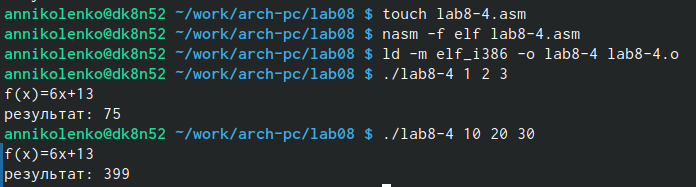 annikolenko@dk8n52 ~/work/arch-pc/lab08 $ touch lab8-4.asm
annikolenko@dk8n52 ~/work/arch-pc/lab08 $ nasm -f elf lab8-4.asm
annikolenko@dk8n52 ~/work/arch-pc/lab08 $ ld -m elf_i386 -o lab8-4 lab8-4.o
annikolenko@dk8n52 ~/work/arch-pc/lab08 $ ./lab8-4 1 2 3
f(x)=6x+13
результат: 75
annikolenko@dk8n52 ~/work/arch-pc/lab08 $ ./lab8-4 10 20 30
f(x)=6x+13
результат: 399